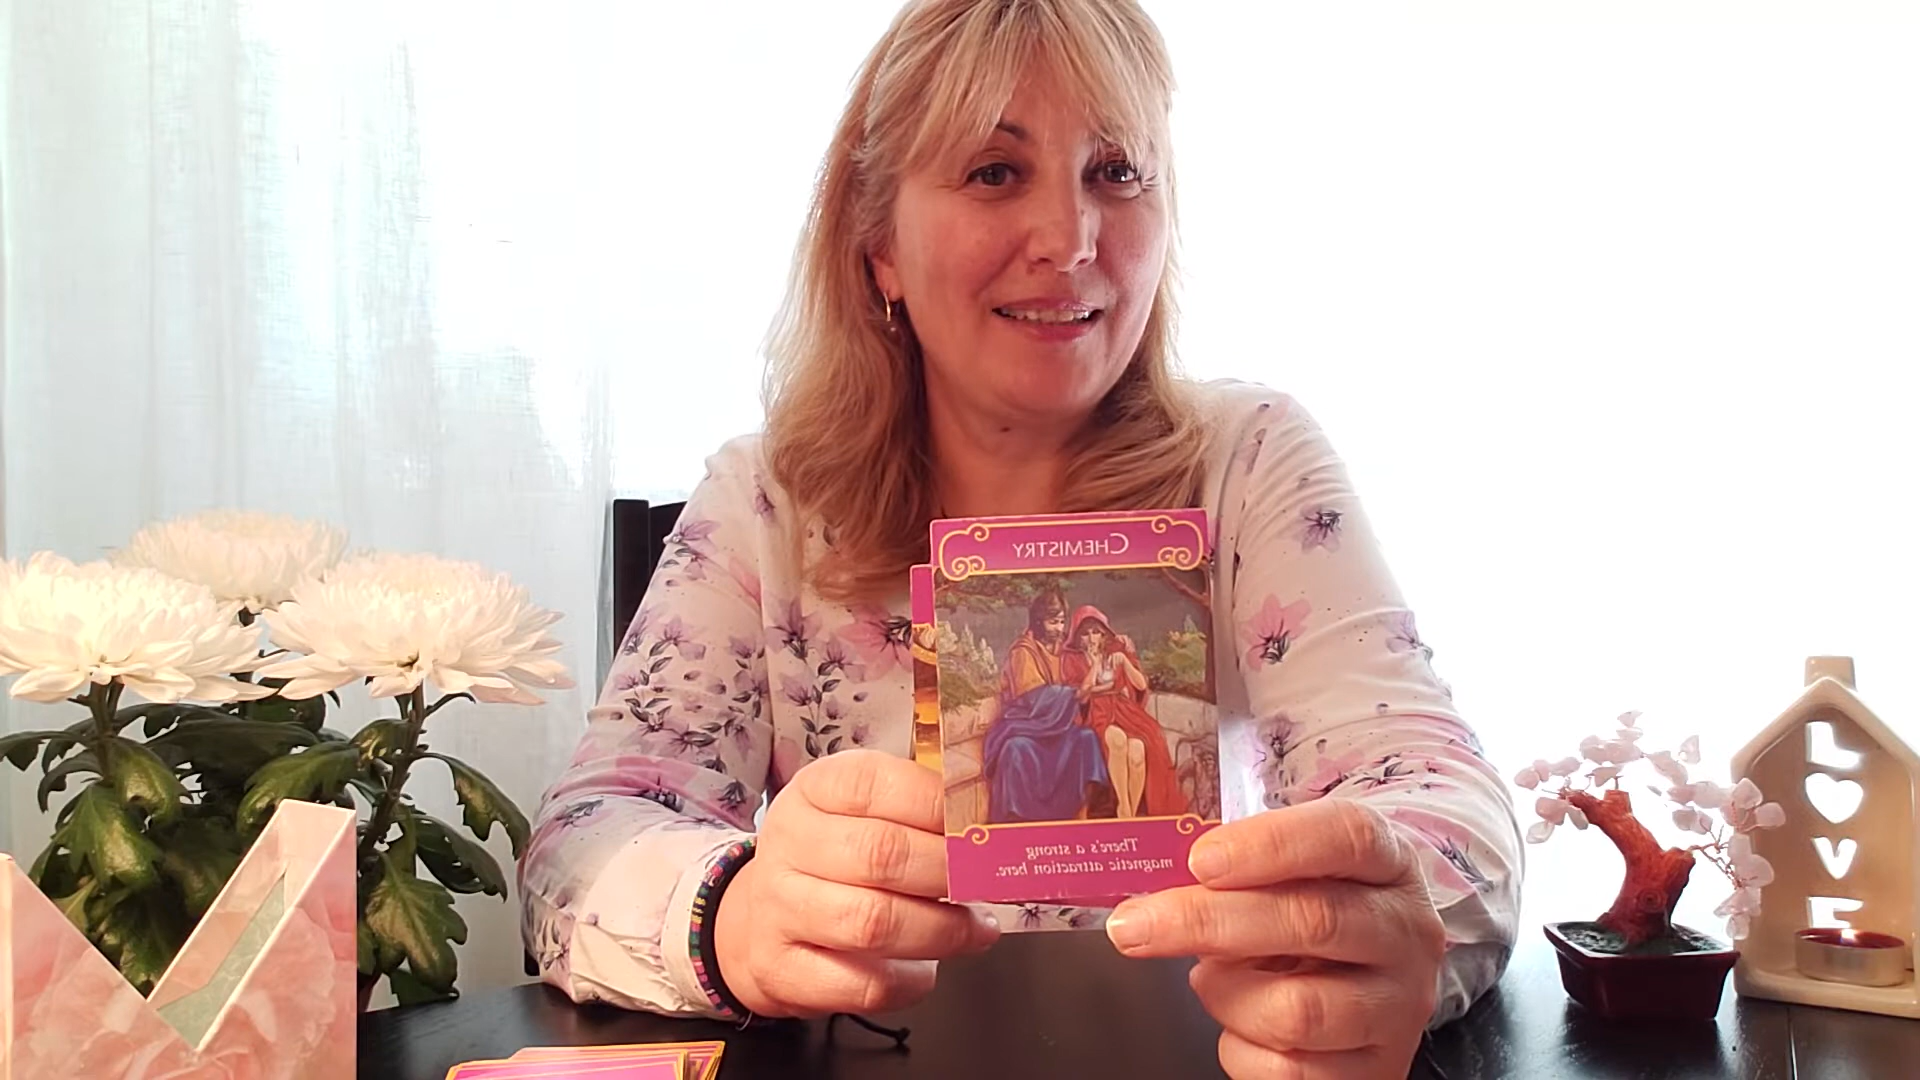 CHEMISTRY
There's a strong
magnetic attraction here.
L
V
E